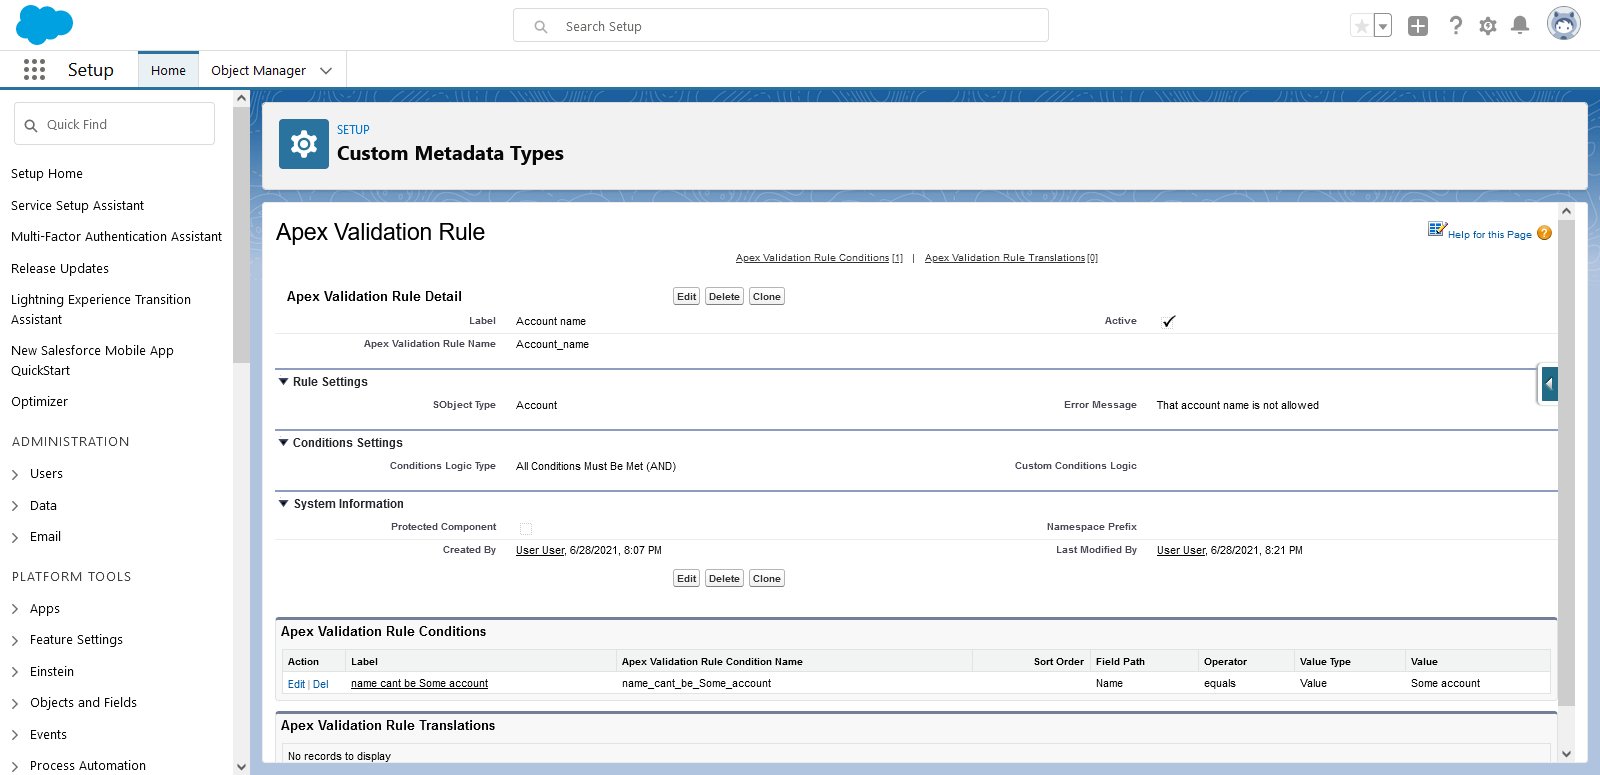 Search Setup
Setup
Home
Object Manager
Quick Find
Setup Home
Service Setup Assistant
Multi-Factor Authentication Assistant
Release Updates
Lightning Experience Transition
Assistant
New Salesforce Mobile App
QuickStart
Optimizer
ADMINISTRATION
Users
Data
Email
PLATFORM TOOLS
Apps
Feature Settings
Einstein
Objects and Fields
Events
Process Automation
SETUP
Custom Metadata Types
Apex Validation Rule
Help for this Page ?
Apex Validation Rule Conditions [1] | Apex Validation Rule Translations [0]
Apex Validation Rule Detail Edit Delete Clone
Label Account name Active
Apex Validation Rule Name Account_name
Rule Settings
SObject Type Account Error Message That account name is not allowed
Conditions Settings
Conditions Logic Type All Conditions Must Be Met (AND) Custom Conditions Logic
System Information
Protected Component Namespace Prefix
Created By User User, 6/28/2021, 8:07 PM Last Modified By User User, 6/28/2021, 8:21 PM
Edit Delete Clone
Apex Validation Rule Conditions
Action Label Apex Validation Rule Condition Name Sort Order Field Path Operator Value Type Value
Edit | Del name cant be Some account name_cant_be_Some_account Name equals Value Some account
Apex Validation Rule Translations
No records to display